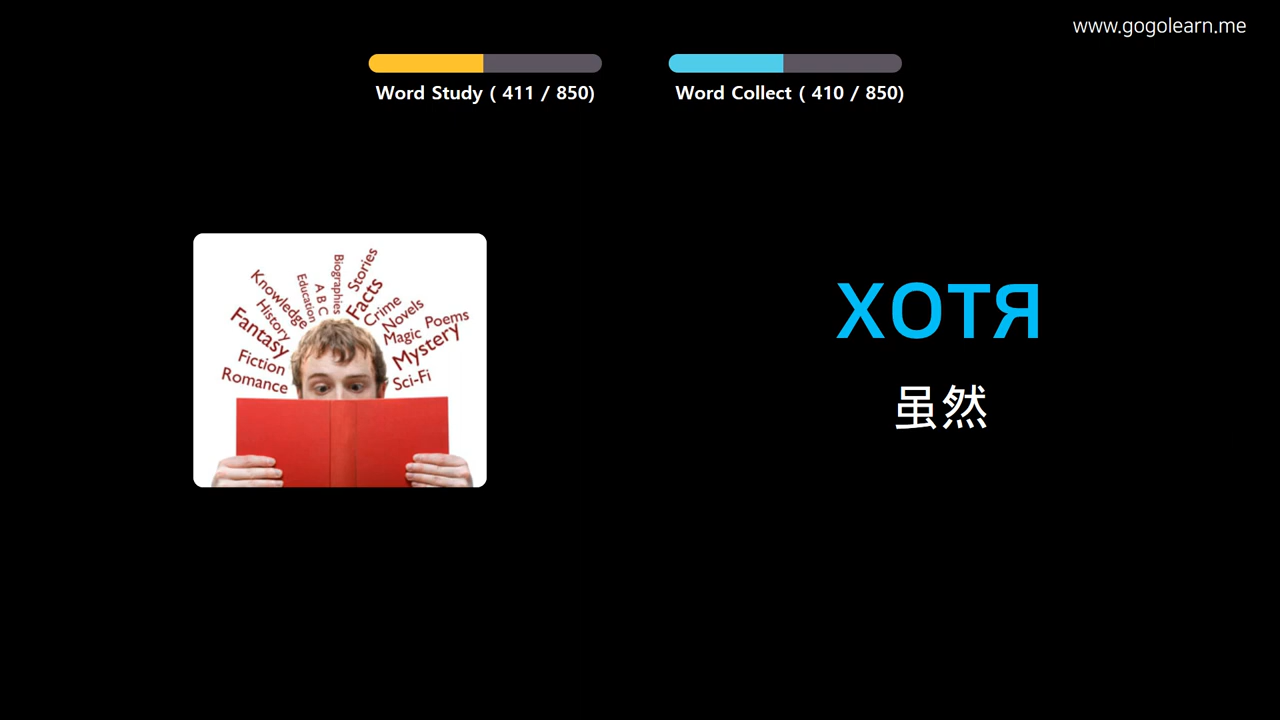 www.gogolearn.me
Word Study ( 411 / 850)
Word Collect ( 410 / 850)
Knowledge
History
Fantasy
Fiction
Romance
Education
A B C
Biographies
Stories
Facts
Crime
Novels
Magic
Poems
Mystery
Sci-Fi
хотя
虽然